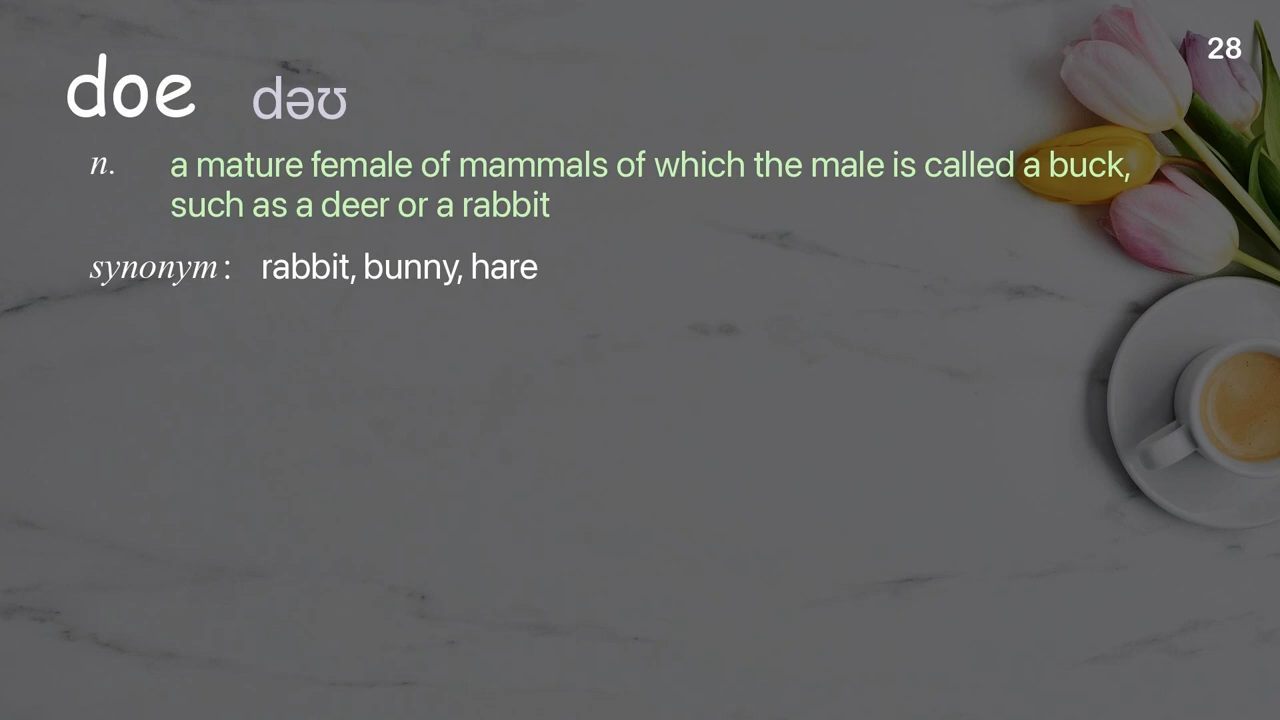 28
doe dəʊ
n. a mature female of mammals of which the male is called a buck,
such as a deer or a rabbit
synonym: rabbit, bunny, hare